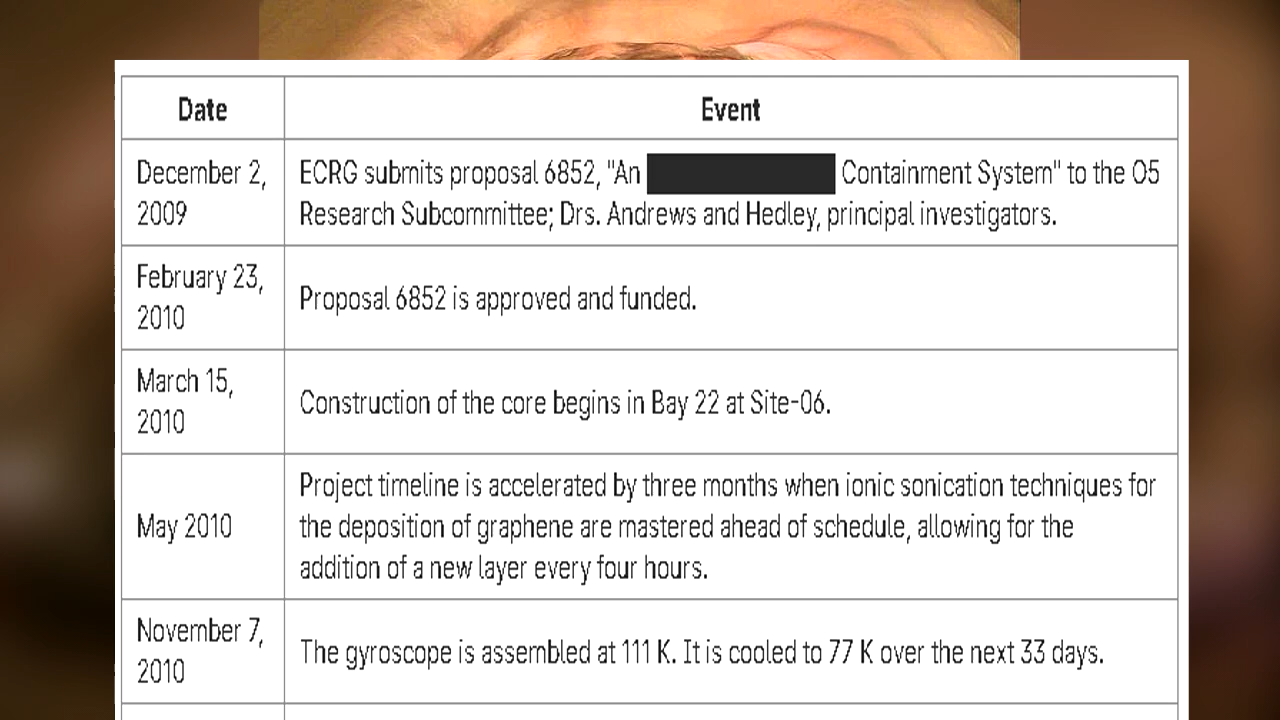 Date
Event
December 2,
2009
ECRG submits proposal 6852, "An Containment System" to the O5
Research Subcommittee; Drs. Andrews and Hedley, principal investigators.
February 23,
2010
Proposal 6852 is approved and funded.
March 15,
2010
Construction of the core begins in Bay 22 at Site-06.
May 2010
Project timeline is accelerated by three months when ionic sonication techniques for
the deposition of graphene are mastered ahead of schedule, allowing for the
addition of a new layer every four hours.
November 7,
2010
The gyroscope is assembled at 111 K. It is cooled to 77 K over the next 33 days.